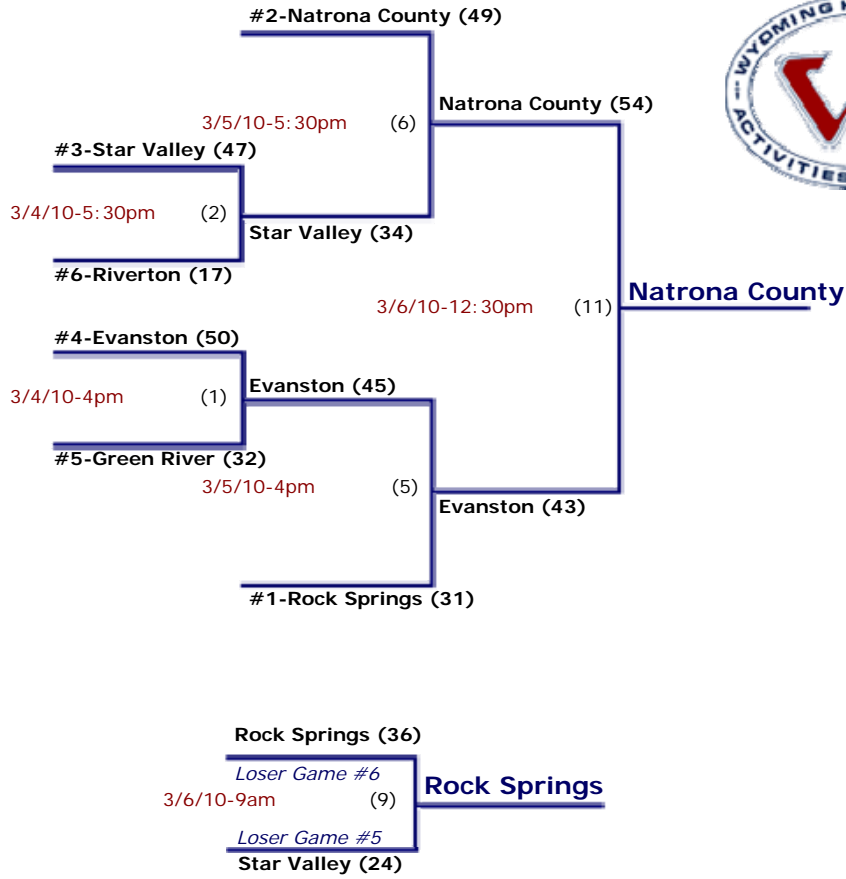 #2-Natrona County (49)
WYOMING H
ACTIVITIES
Natrona County (54)
3/5/10-5:30pm (6)
#3-Star Valley (47)
3/4/10-5:30pm (2)
Star Valley (34)
#6-Riverton (17)
Natrona County
3/6/10-12:30pm (11)
#4-Evanston (50)
Evanston (45)
3/4/10-4pm (1)
#5-Green River (32)
3/5/10-4pm (5)
Evanston (43)
#1-Rock Springs (31)
Rock Springs (36)
Loser Game #6
Rock Springs
3/6/10-9am (9)
Loser Game #5
Star Valley (24)